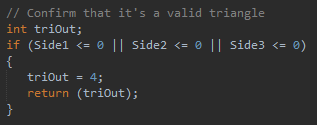 // Confirm that it's a valid triangle
int triOut;
if (Side1 <= 0 || Side2 <= 0 || Side3 <= 0)
{
    triOut = 4;
    return (triOut);
}